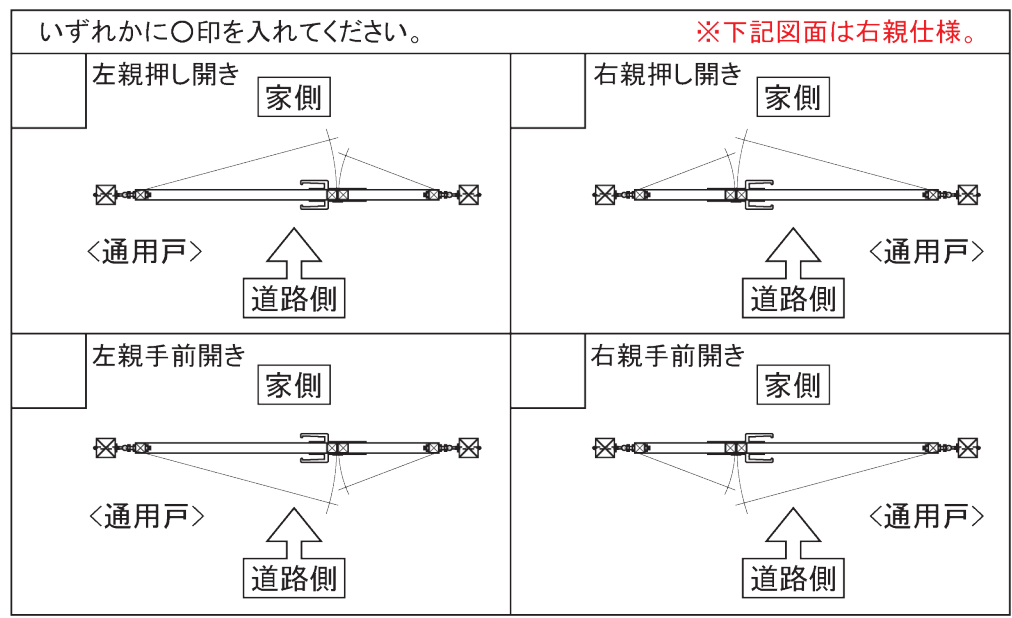 いずれかに〇印を入れてください。
※下記図面は右親仕様。
左親押し開き
家側
<通用戸>
道路側
右親押し開き
家側
<通用戸>
道路側
左親手前開き
家側
<通用戸>
道路側
右親手前開き
家側
<通用戸>
道路側